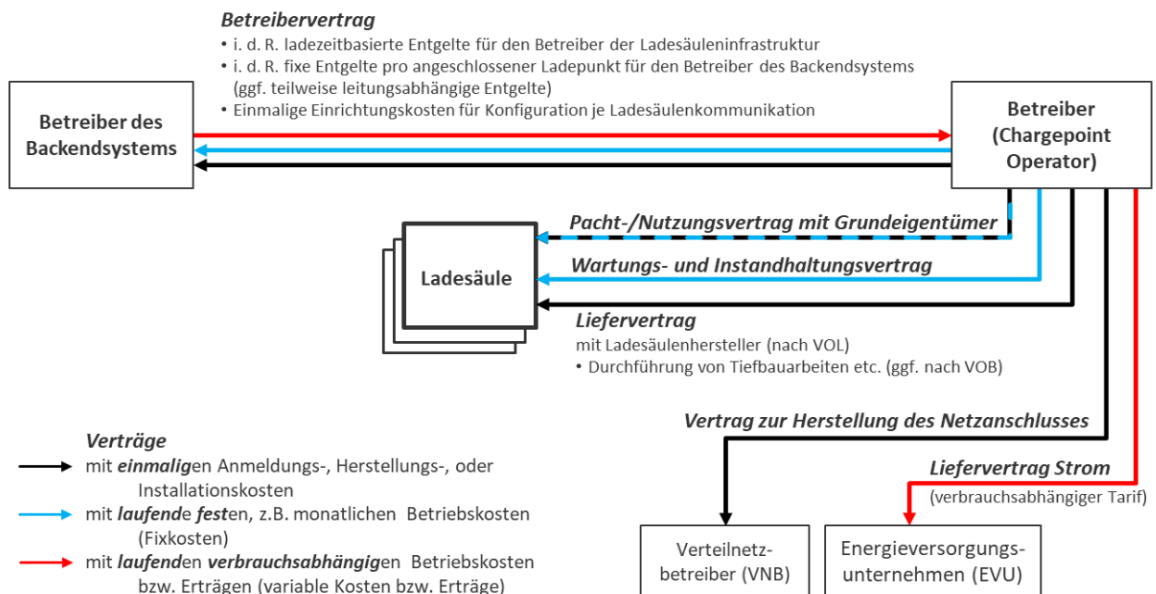 Betreibervertrag
• i. d. R. ladezeitbasierte Entgelte für den Betreiber der Ladesäuleninfrastruktur
• i. d. R. fixe Entgelte pro angeschlossener Ladepunkt für den Betreiber des Backendsystems
(ggf. teilweise leitungsabhängige Entgelte)
• Einmalige Einrichtungskosten für Konfiguration je Ladesäulenkommunikation
Betreiber des
Backendsystems
Betreiber
(Chargepoint
Operator)
Pacht-/Nutzungsvertrag mit Grundeigentümer
Wartungs- und Instandhaltungsvertrag
Ladesäule
Liefervertrag
mit Ladesäulenhersteller (nach VOL)
• Durchführung von Tiefbauarbeiten etc. (ggf. nach VOB)
Vertrag zur Herstellung des Netzanschlusses
Liefervertrag Strom
(verbrauchsabhängiger Tarif)
Verteilnetz-
betreiber (VNB)
Energieversorgungs-
unternehmen (EVU)
Verträge
mit einmaligen Anmeldungs-, Herstellungs-, oder
Installationskosten
mit laufende festen, z.B. monatlichen Betriebskosten
(Fixkosten)
mit laufenden verbrauchsabhängigen Betriebskosten
bzw. Erträgen (variable Kosten bzw. Erträge)